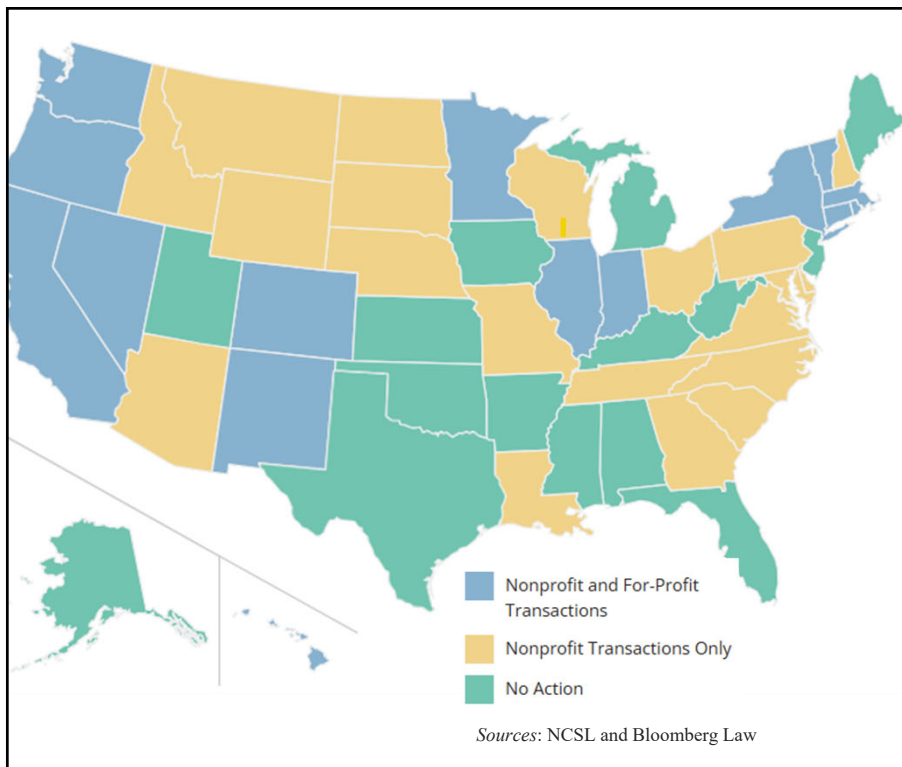 Nonprofit and For-Profit
Transactions
Nonprofit Transactions Only
No Action
Sources: NCSL and Bloomberg Law